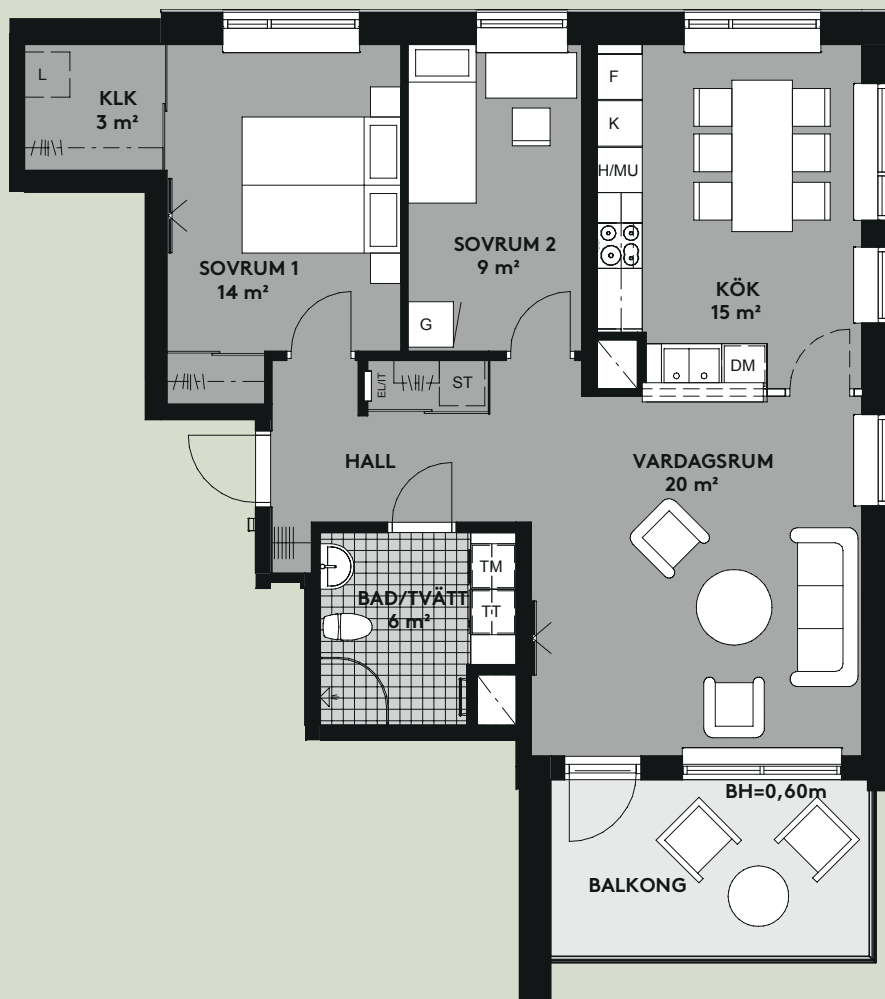 L
KLK
3 m²
F
K
H/MU
SOVRUM 1
14 m²
SOVRUM 2
9 m²
KÖK
15 m²
G
DM
EL/IT
ST
HALL
VARDAGSRUM
20 m²
TM
BAD/TVÄTT
6 m²
TT
BH=0,60m
BALKONG